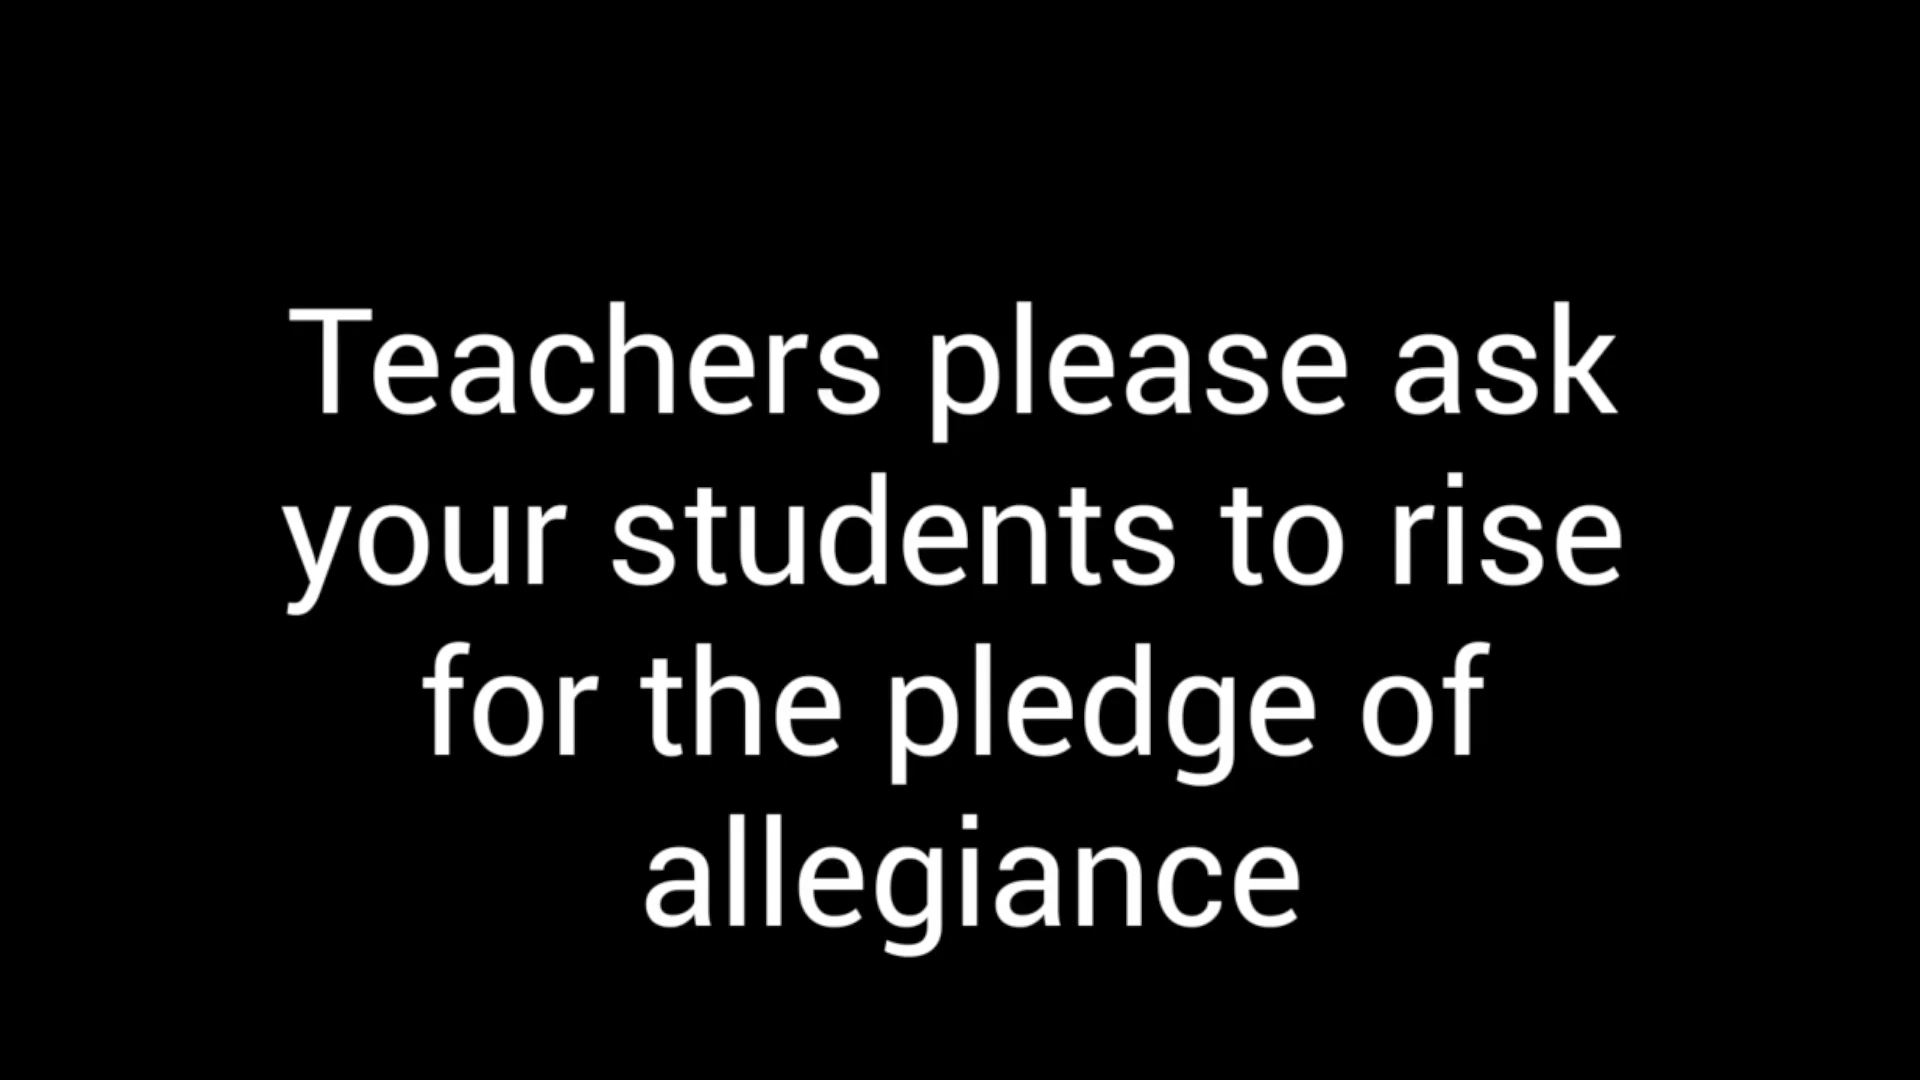 Teachers please ask
your students to rise
for the pledge of
allegiance